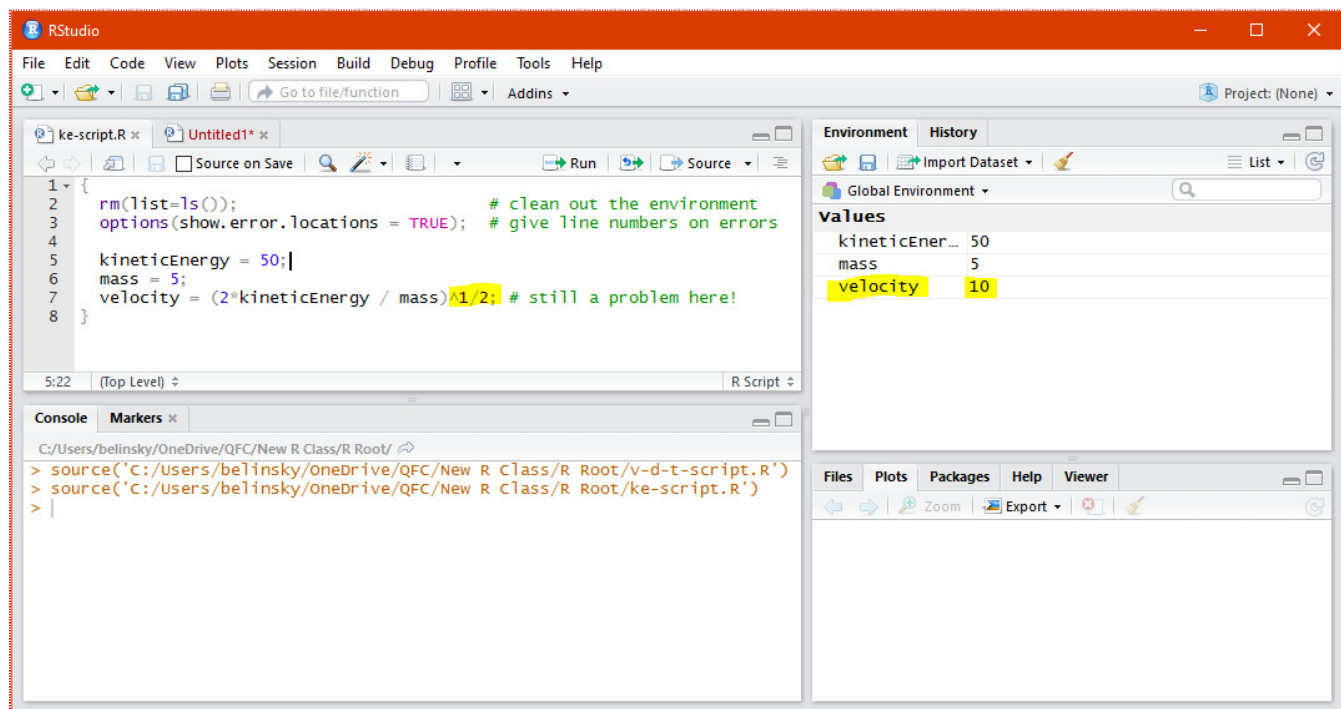 RStudio
File Edit Code View Plots Session Build Debug Profile Tools Help
Go to file/function Addins Project: (None)
ke-script.R Untitled1*
Source on Save Run Source
1 {
2 rm(list=ls()); # clean out the environment
3 options(show.error.locations = TRUE); # give line numbers on errors
4
5 kineticEnergy = 50;
6 mass = 5;
7 velocity = (2*kineticEnergy / mass)^1/2; # still a problem here!
8 }
5:22 (Top Level) R Script
Console Markers
C:/Users/belinsky/OneDrive/QFC/New R Class/R Root/
> source('C:/Users/belinsky/OneDrive/QFC/New R Class/R Root/v-d-t-script.R')
> source('C:/Users/belinsky/OneDrive/QFC/New R Class/R Root/ke-script.R')
>
Environment History
Import Dataset List
Global Environment
Values
kineticEner… 50
mass 5
velocity 10
Files Plots Packages Help Viewer
Zoom Export